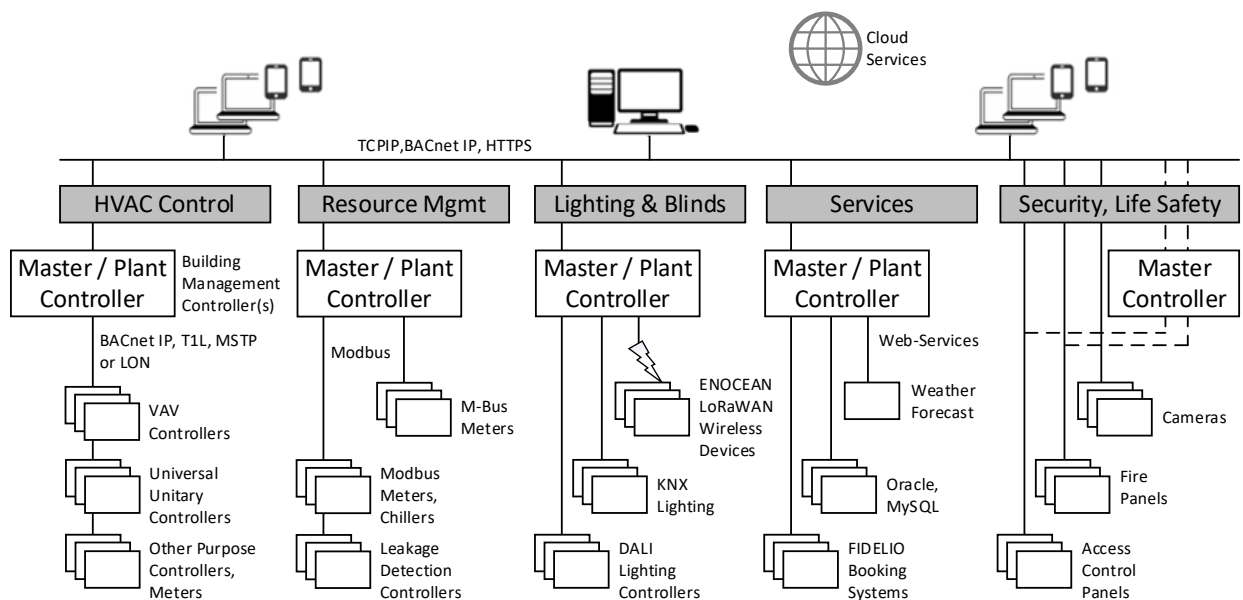 Cloud
Services
TCPIP,BACnet IP, HTTPS
HVAC Control
Resource Mgmt
Lighting & Blinds
Services
Security, Life Safety
Master / Plant
Controller
Building
Management
Controller(s)
Master / Plant
Controller
Master / Plant
Controller
Master / Plant
Controller
Master
Controller
BACnet IP, T1L, MSTP
or LON
Modbus
Web-Services
VAV
Controllers
M-Bus
Meters
ENOCEAN
LoRaWAN
Wireless
Devices
Weather
Forecast
Cameras
Universal
Unitary
Controllers
Modbus
Meters,
Chillers
KNX
Lighting
Oracle,
MySQL
Fire
Panels
Other Purpose
Controllers,
Meters
Leakage
Detection
Controllers
DALI
Lighting
Controllers
FIDELIO
Booking
Systems
Access
Control
Panels